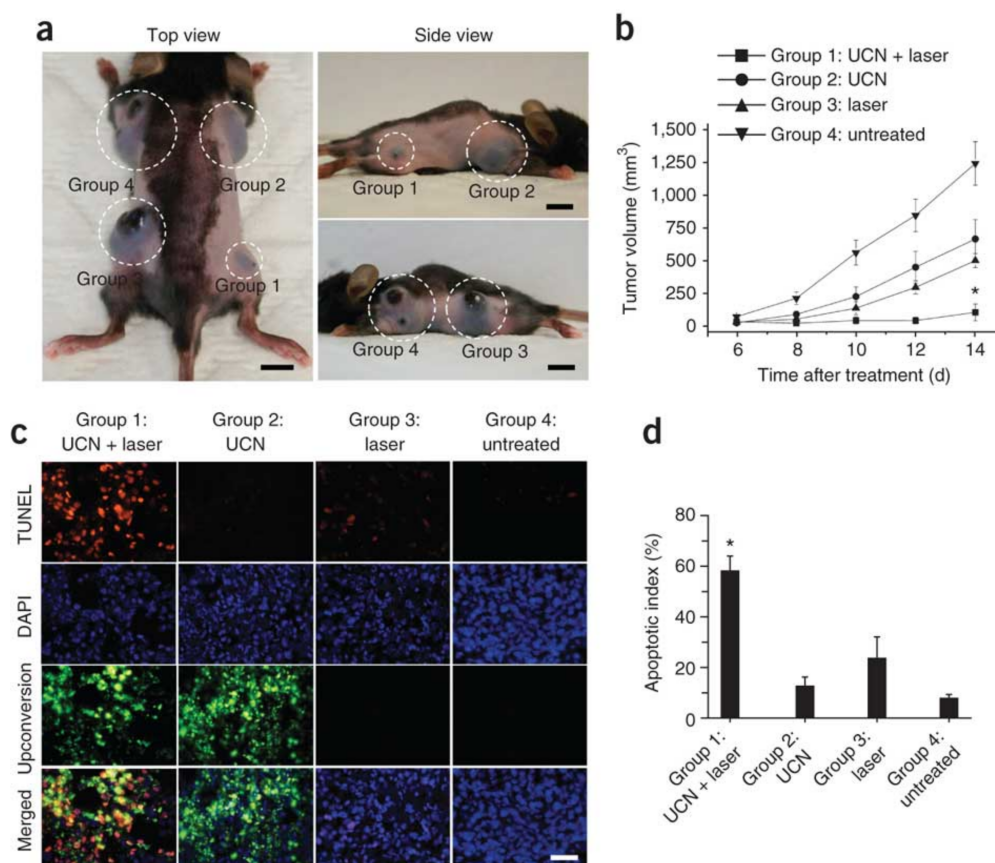 a
Top view
Side view
Group 4
Group 2
Group 3
Group 1
Group 1
Group 2
Group 4
Group 3
b
Group 1: UCN + laser
Group 2: UCN
Group 3: laser
Group 4: untreated
Tumor volume (mm³)
1,500
1,250
1,000
750
500
250
0
*
6
8
10
12
14
Time after treatment (d)
c
Group 1:
UCN + laser
Group 2:
UCN
Group 3:
laser
Group 4:
untreated
TUNEL
DAPI
Upconversion
Merged
d
Apoptotic index (%)
80
60
40
20
0
*
Group 1:
UCN + laser
Group 2:
UCN
Group 3:
laser
Group 4:
untreated